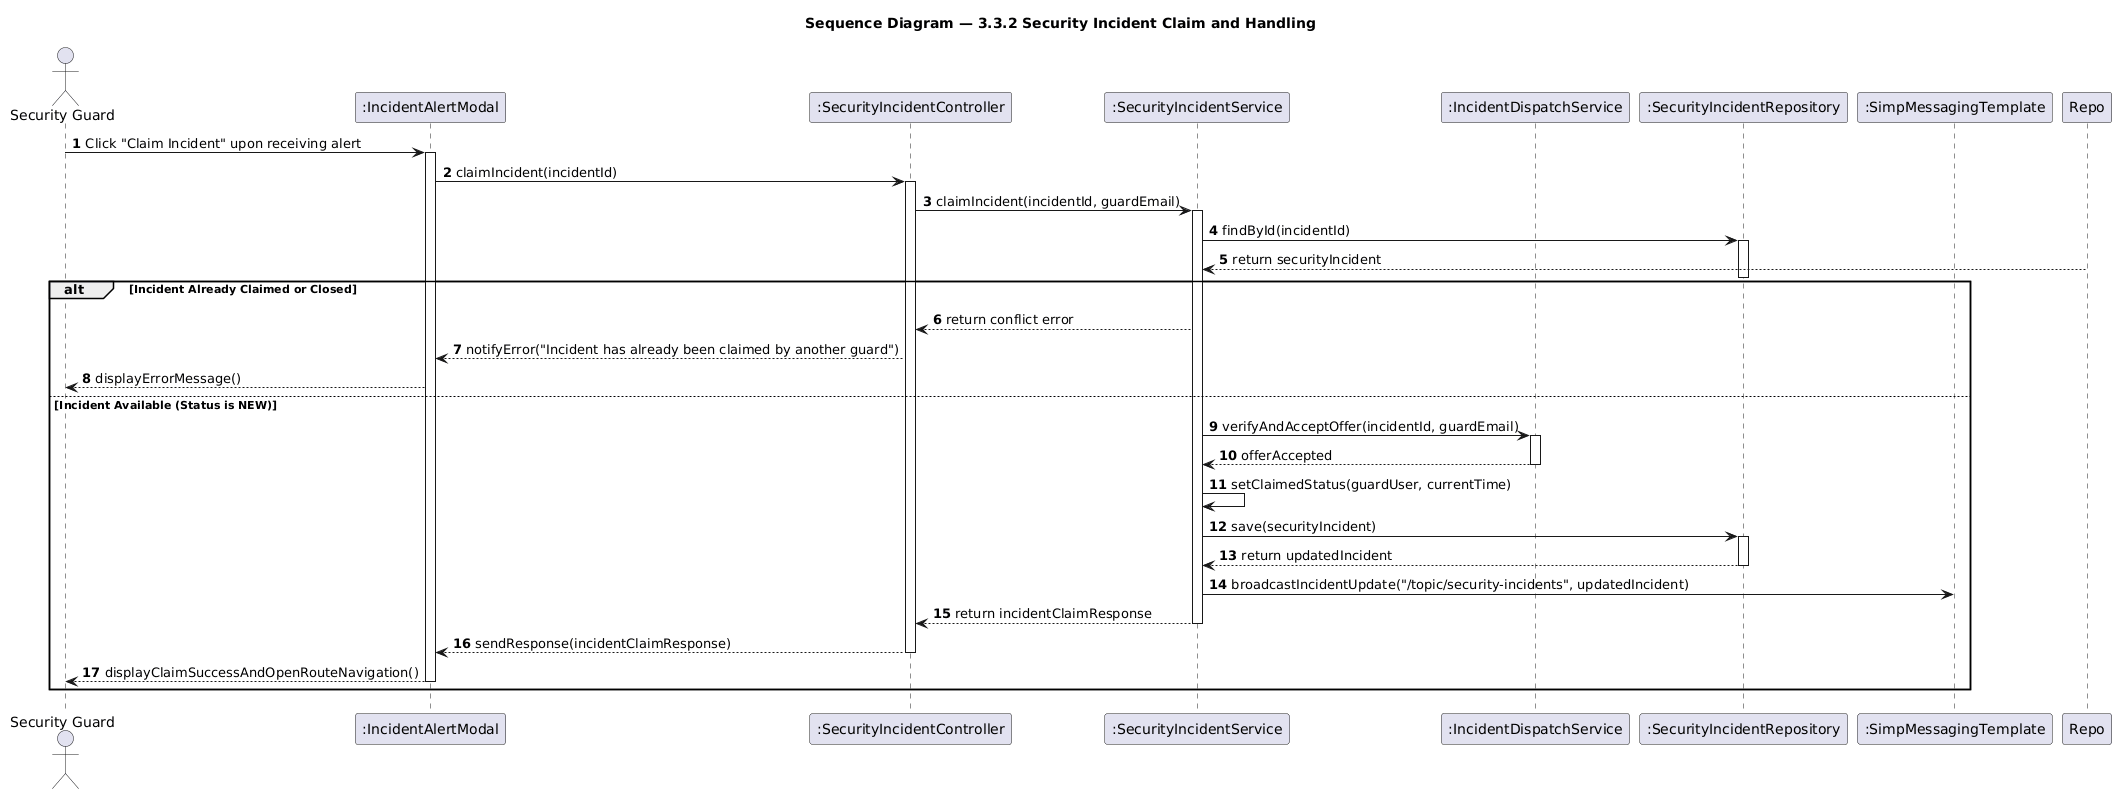 Sequence Diagram — 3.3.2 Security Incident Claim and Handling
Security Guard
:IncidentAlertModal
:SecurityIncidentController
:SecurityIncidentService
:IncidentDispatchService
:SecurityIncidentRepository
:SimpMessagingTemplate
Repo
1 Click "Claim Incident" upon receiving alert
2 claimIncident(incidentId)
3 claimIncident(incidentId, guardEmail)
4 findById(incidentId)
5 return securityIncident
alt [Incident Already Claimed or Closed]
6 return conflict error
7 notifyError("Incident has already been claimed by another guard")
8 displayErrorMessage()
[Incident Available (Status is NEW)]
9 verifyAndAcceptOffer(incidentId, guardEmail)
10 offerAccepted
11 setClaimedStatus(guardUser, currentTime)
12 save(securityIncident)
13 return updatedIncident
14 broadcastIncidentUpdate("/topic/security-incidents", updatedIncident)
15 return incidentClaimResponse
16 sendResponse(incidentClaimResponse)
17 displayClaimSuccessAndOpenRouteNavigation()
Security Guard
:IncidentAlertModal
:SecurityIncidentController
:SecurityIncidentService
:IncidentDispatchService
:SecurityIncidentRepository
:SimpMessagingTemplate
Repo